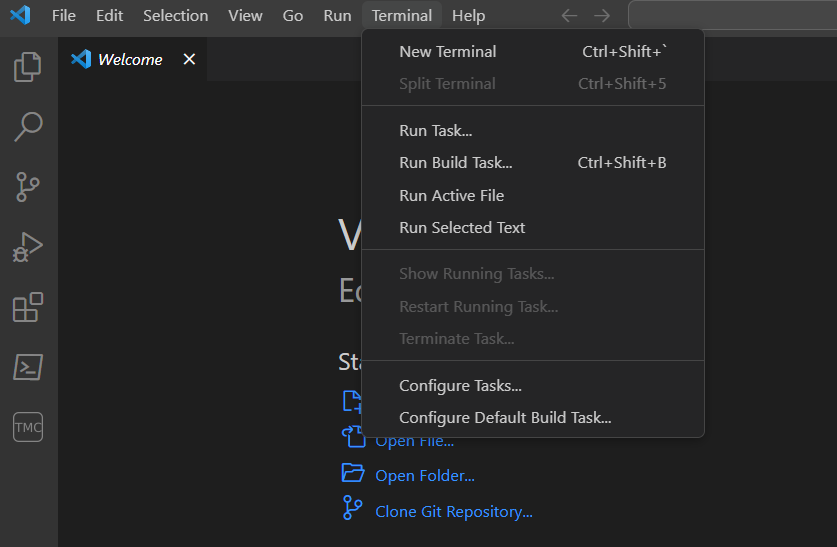 File Edit Selection View Go Run Terminal Help
Welcome
New Terminal Ctrl+Shift+`
Split Terminal Ctrl+Shift+5
Run Task...
Run Build Task... Ctrl+Shift+B
Run Active File
Run Selected Text
Show Running Tasks...
Restart Running Task...
Terminate Task...
Configure Tasks...
Configure Default Build Task...
Open File...
Open Folder...
Clone Git Repository...
TMC